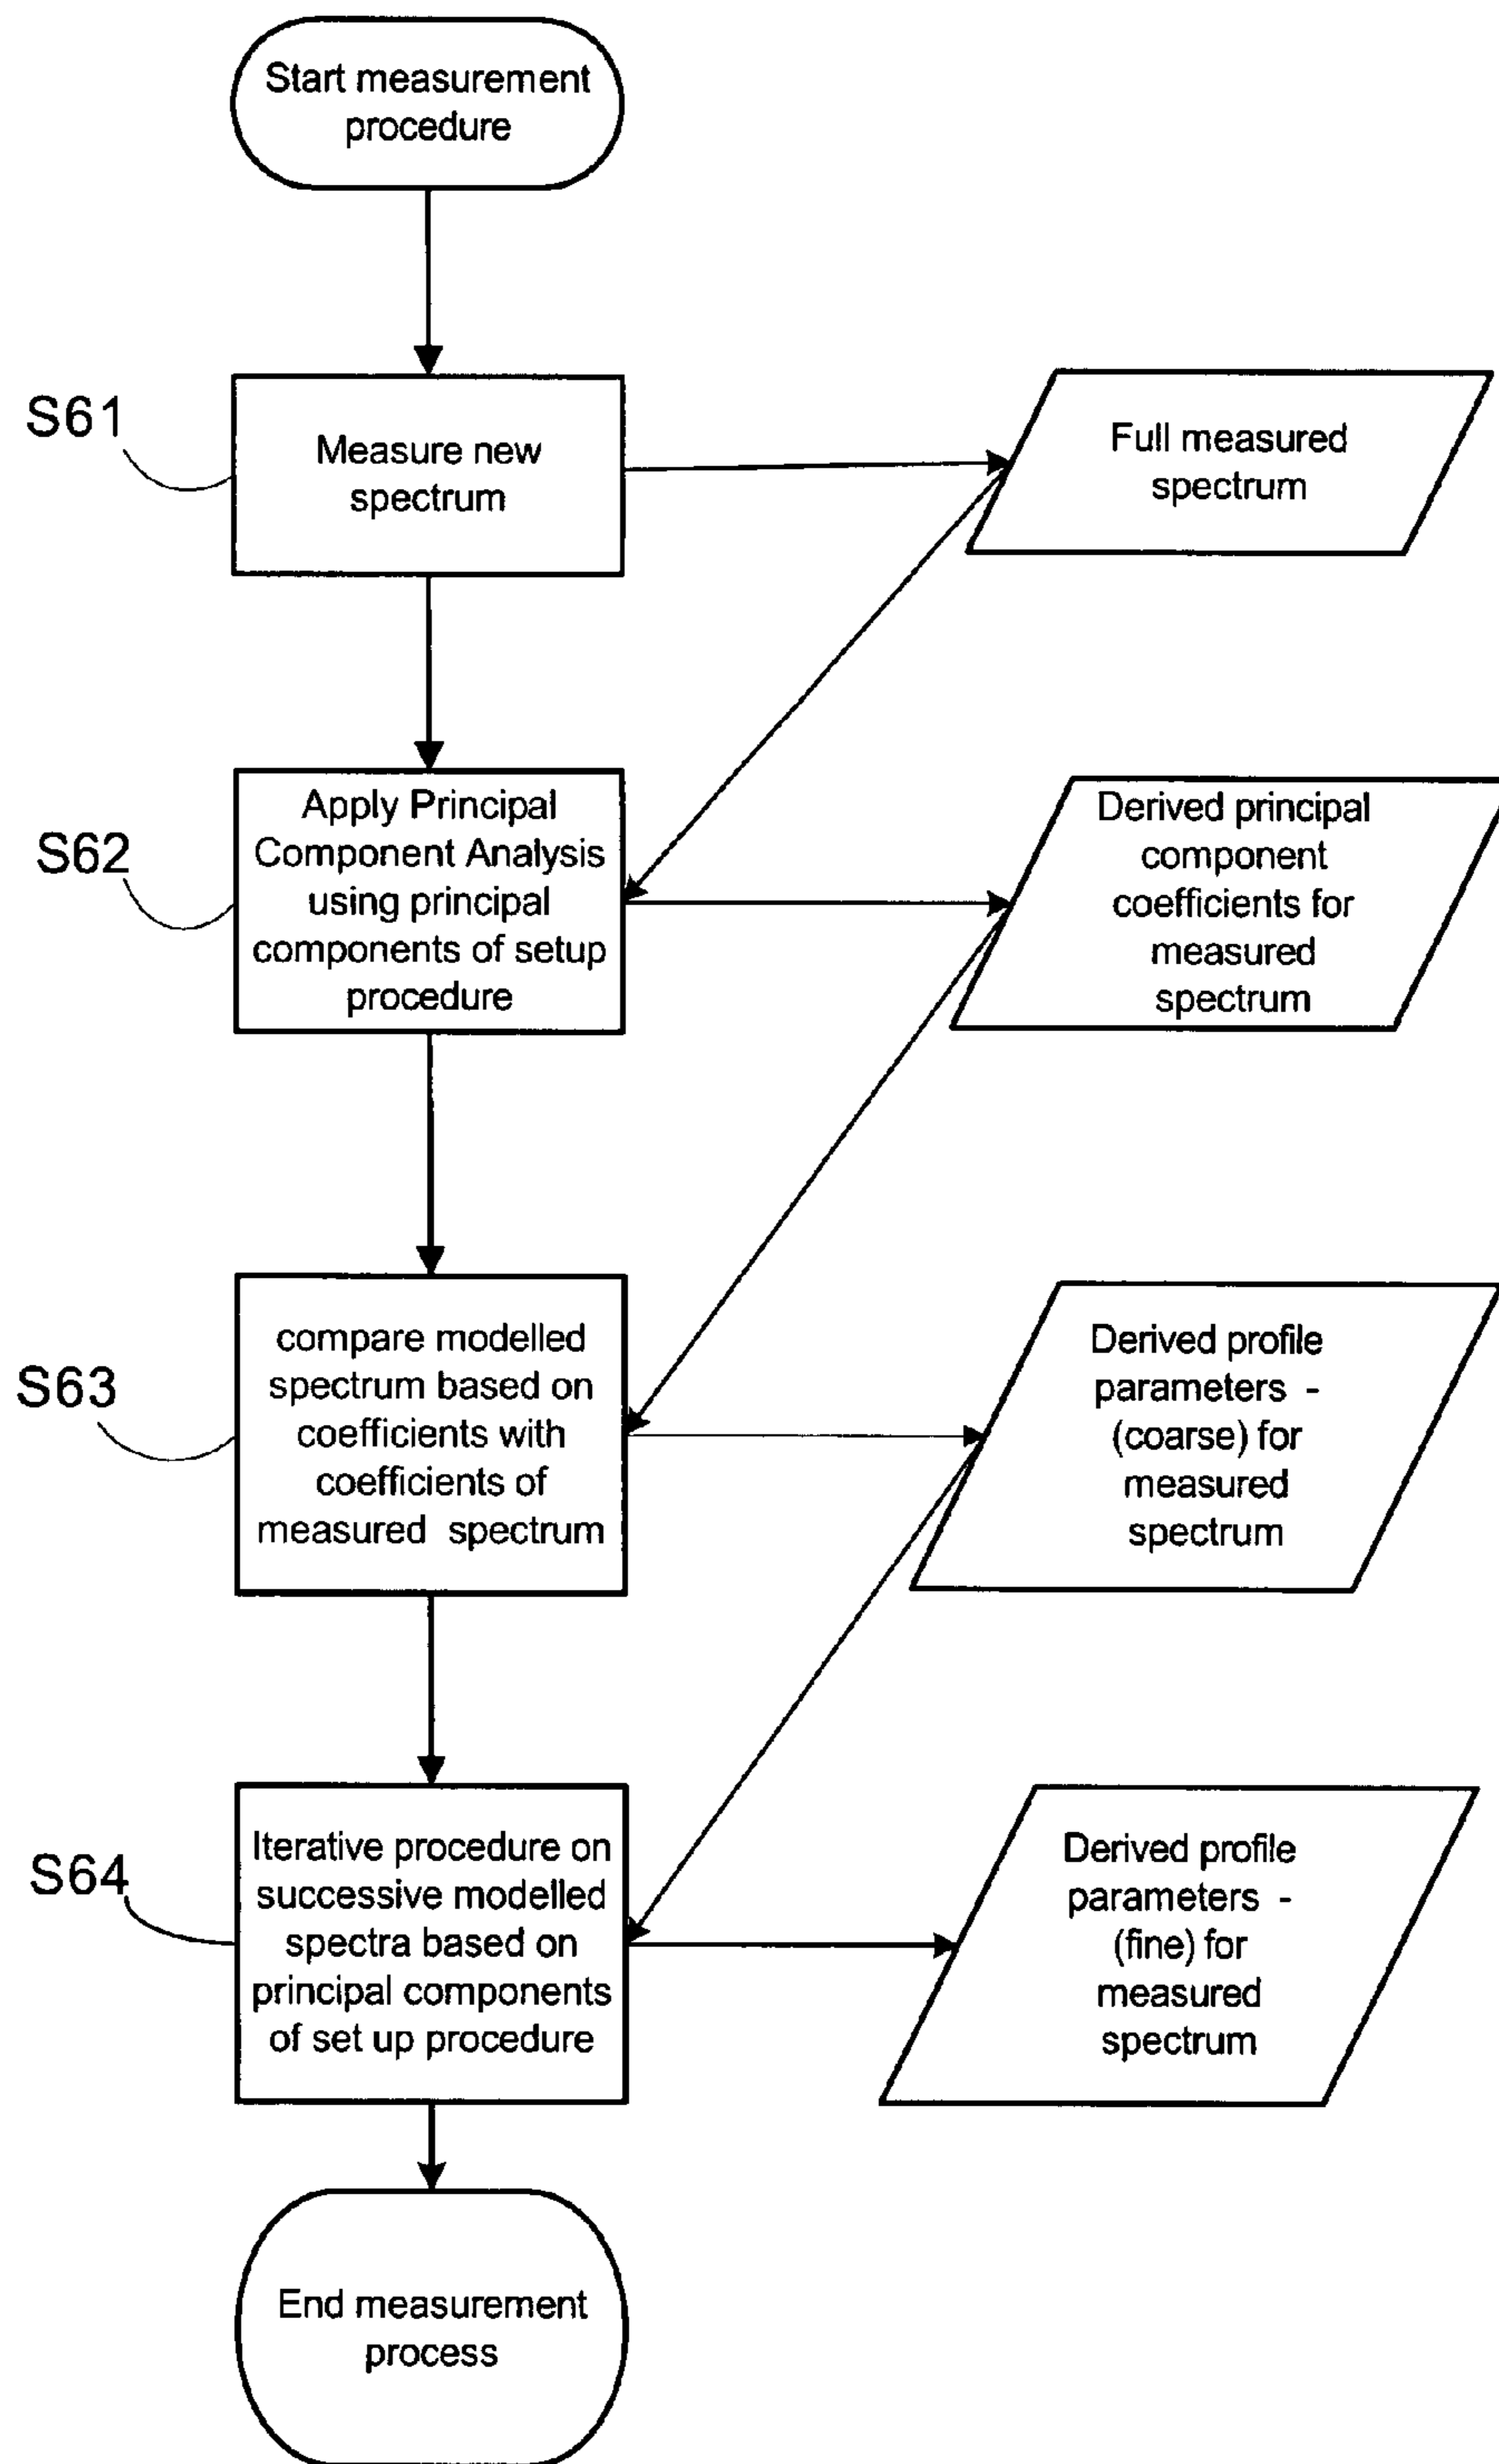 Start measurement
procedure
S61
Measure new
spectrum
Full measured
spectrum
S62
Apply Principal
Component Analysis
using principal
components of setup
procedure
Derived principal
component
coefficients for
measured
spectrum
S63
compare modelled
spectrum based on
coefficients with
coefficients of
measured spectrum
Derived profile
parameters -
(coarse) for
measured
spectrum
S64
Iterative procedure on
successive modelled
spectra based on
principal components
of set up procedure
Derived profile
parameters -
(fine) for
measured
spectrum
End measurement
process